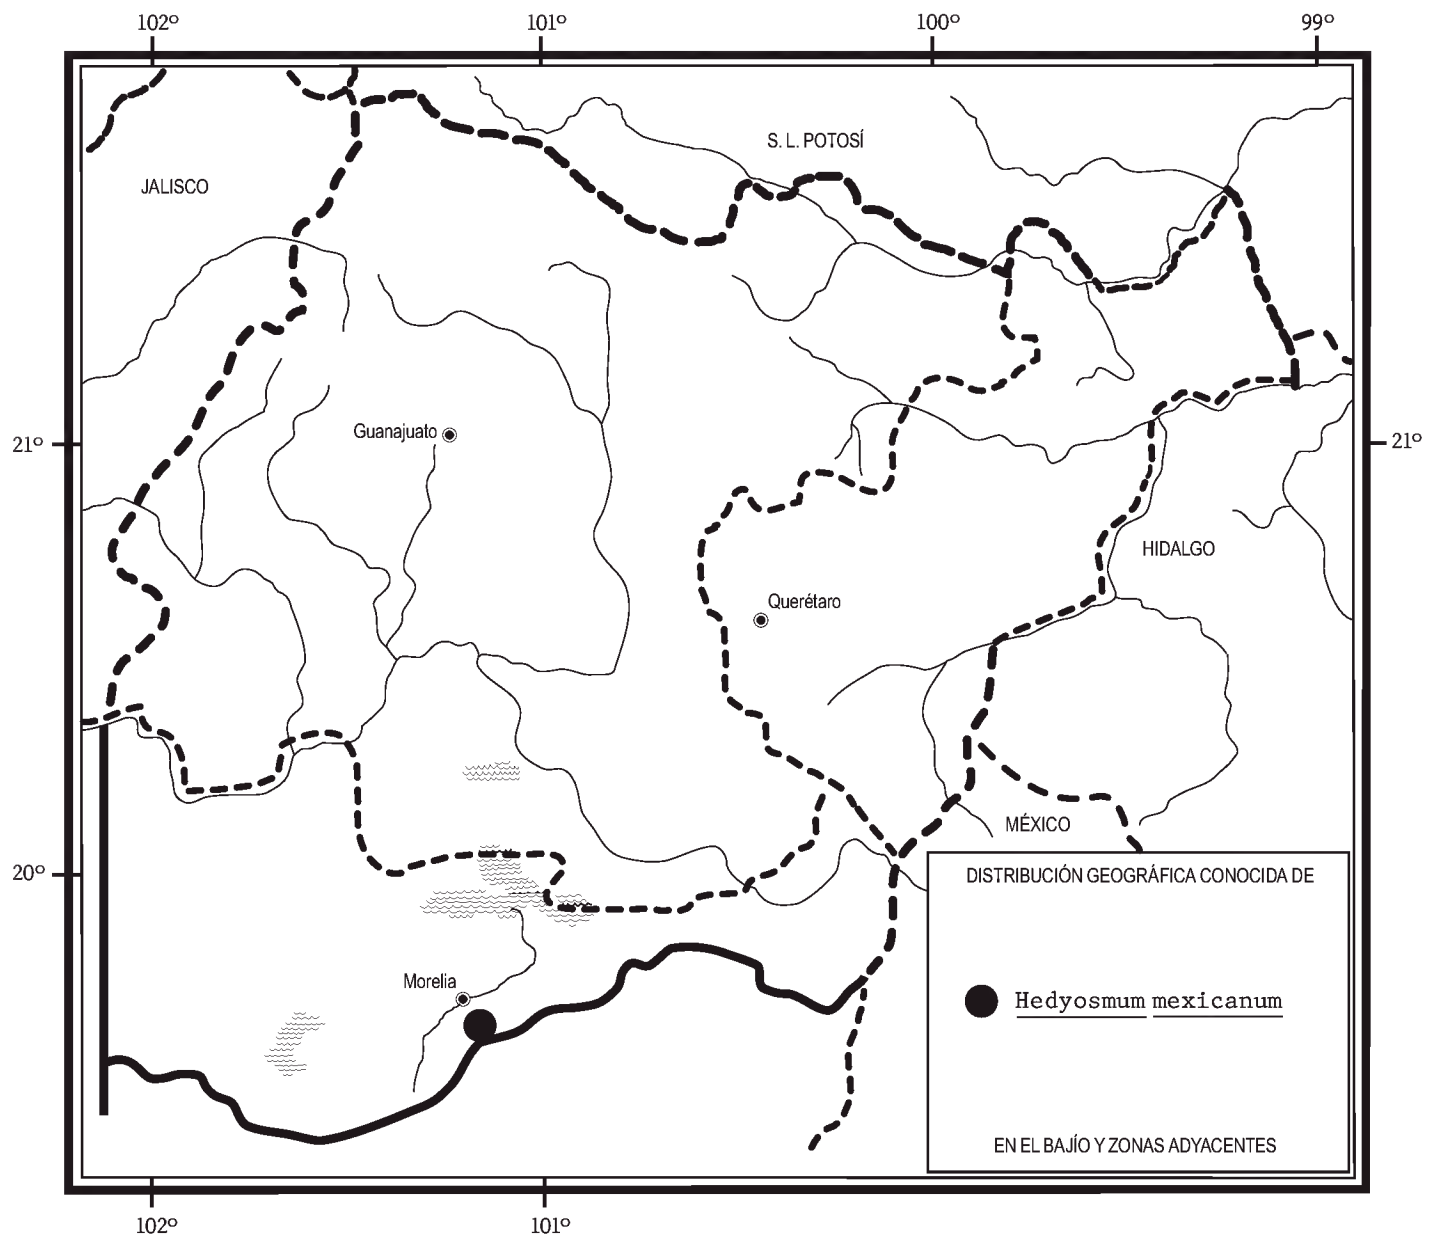 102º 101º 100º 99º
S. L. POTOSÍ
JALISCO
Guanajuato
21º
21º
HIDALGO
Querétaro
MÉXICO
20º
DISTRIBUCIÓN GEOGRÁFICA CONOCIDA DE
Morelia
Hedyosmum mexicanum
EN EL BAJÍO Y ZONAS ADYACENTES
102º 101º